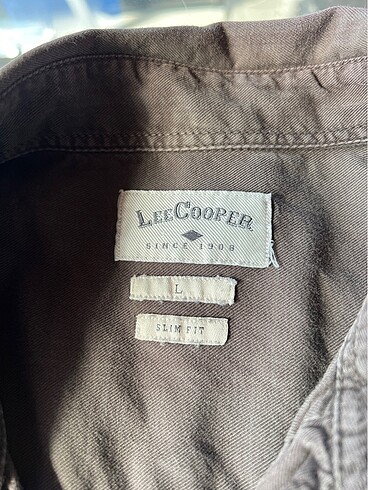 LEECOOPER
SINCE 1908
L
SLIM FIT